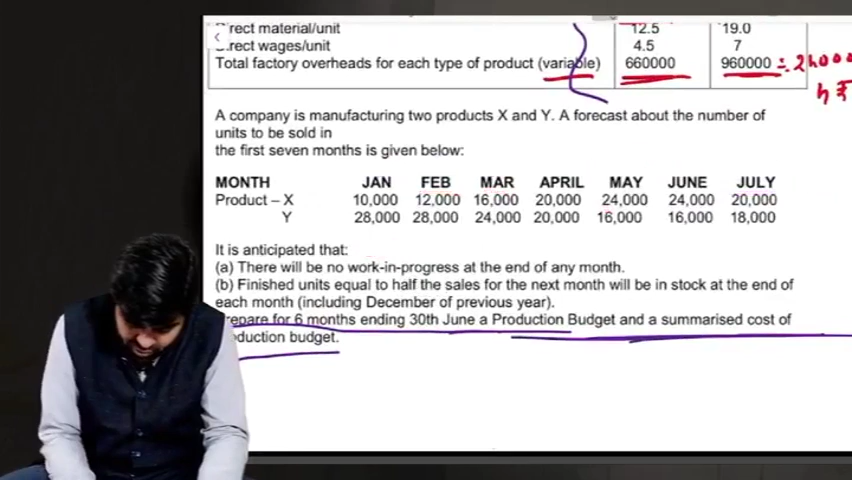 Direct material/unit 12.5 19.0
Direct wages/unit 4.5 7
Total factory overheads for each type of product (variable) 660000 960000 ÷
A company is manufacturing two products X and Y. A forecast about the number of
units to be sold in
the first seven months is given below:
MONTH JAN FEB MAR APRIL MAY JUNE JULY
Product – X 10,000 12,000 16,000 20,000 24,000 24,000 20,000
Y 28,000 28,000 24,000 20,000 16,000 16,000 18,000
It is anticipated that:
(a) There will be no work-in-progress at the end of any month.
(b) Finished units equal to half the sales for the next month will be in stock at the end of
each month (including December of previous year).
repare for 6 months ending 30th June a Production Budget and a summarised cost of
oduction budget.